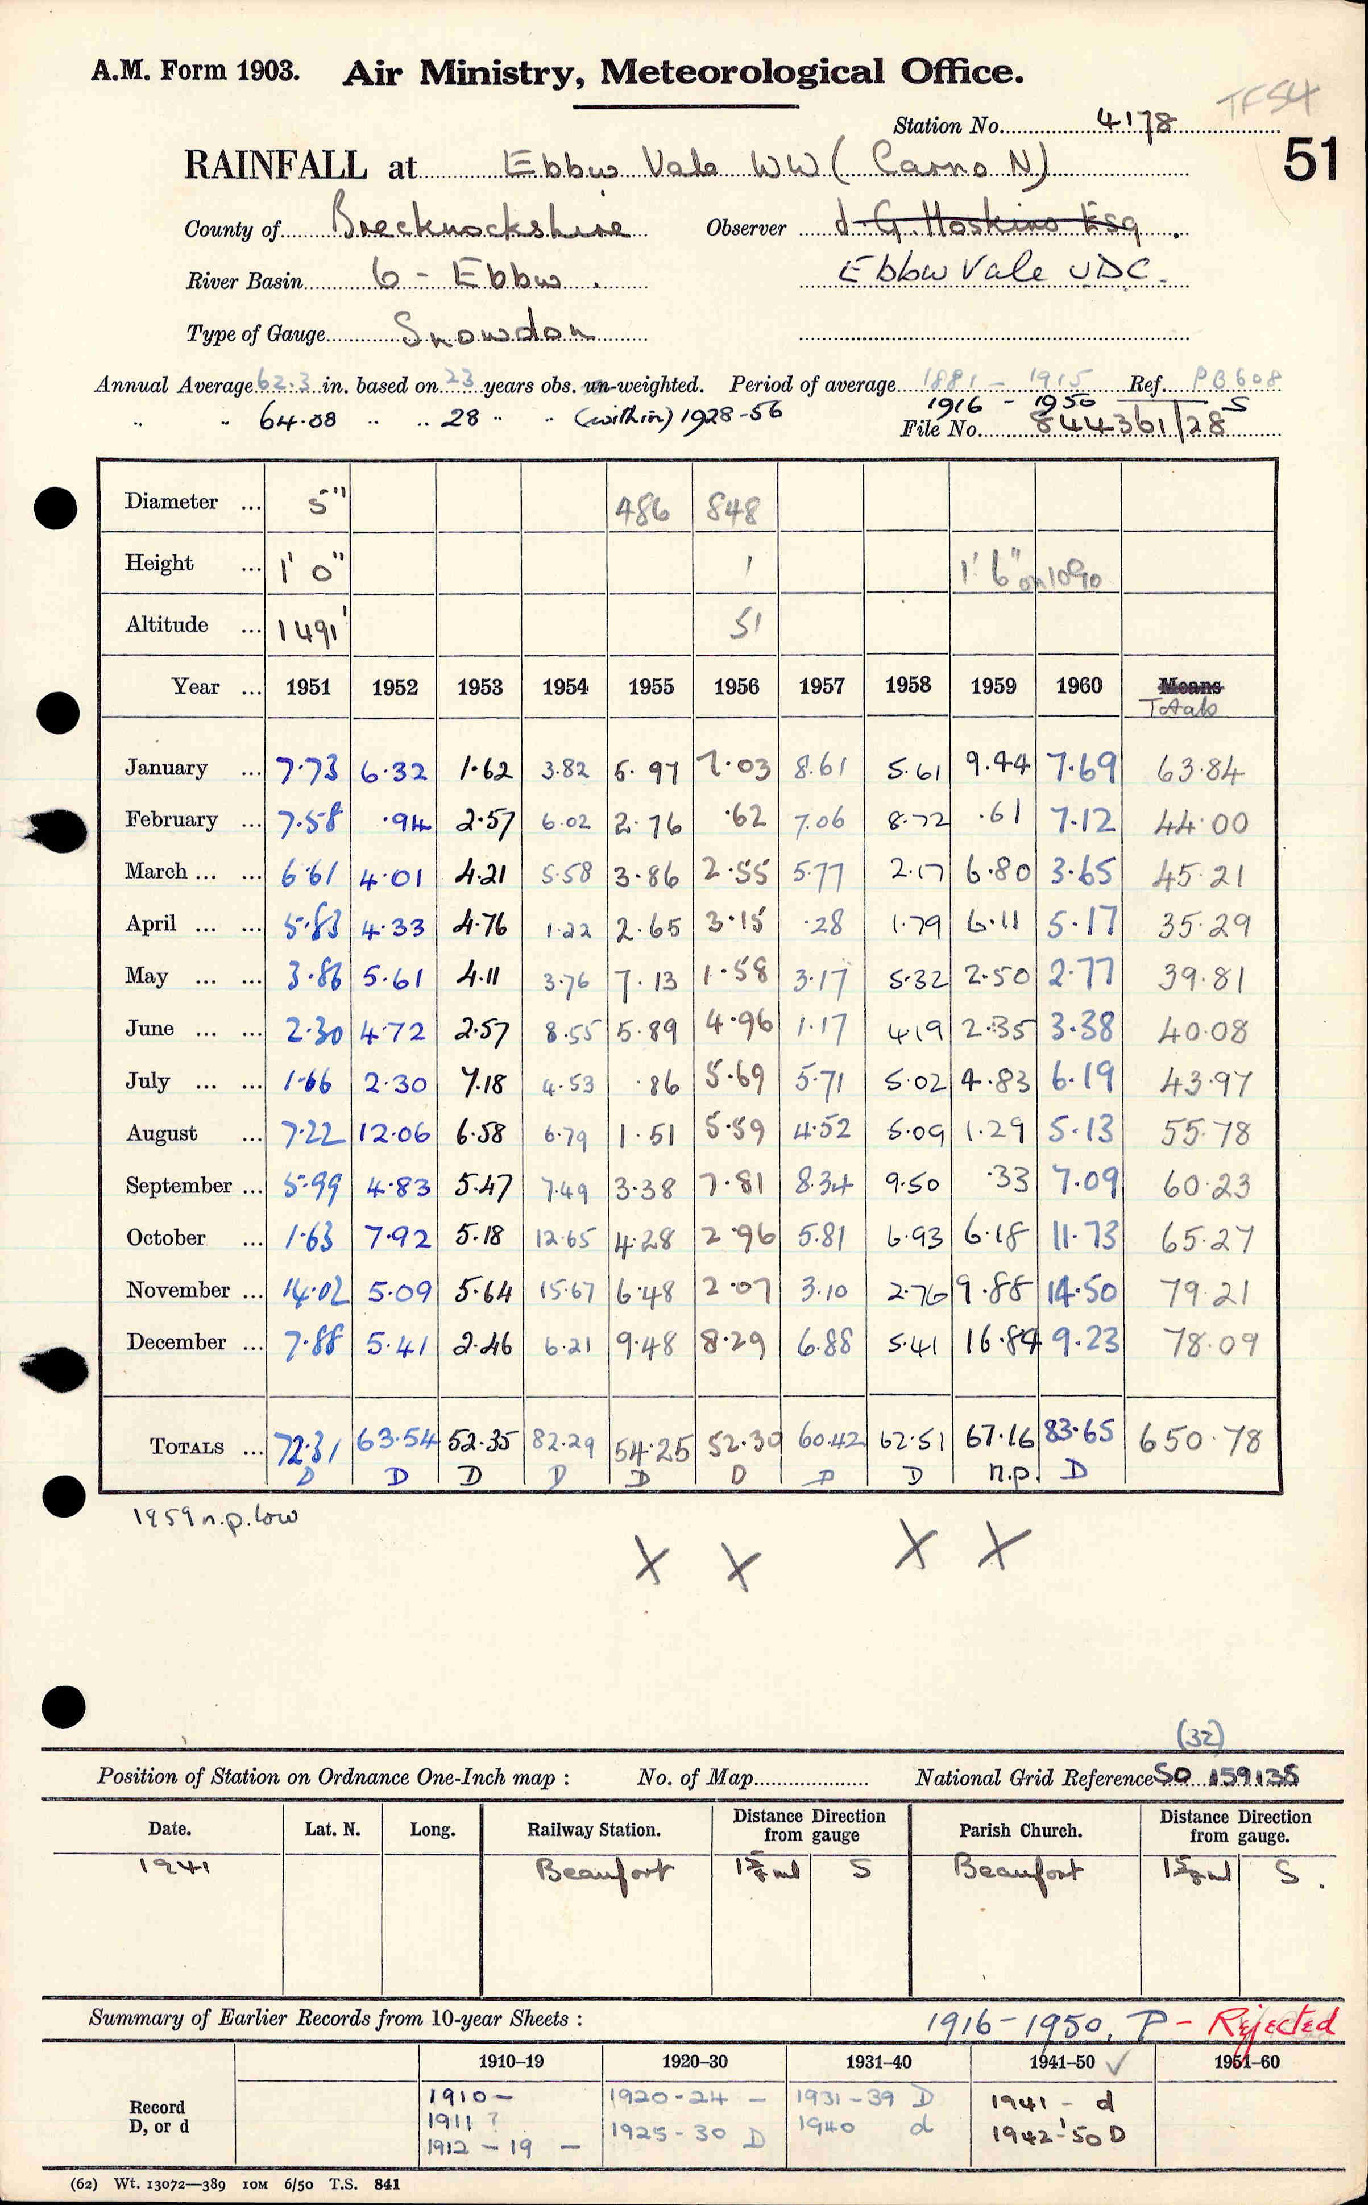 A.M. Form 1903. Air Ministry, Meteorological Office.
TF54
Station No. 4178
51
RAINFALL at Ebbw Vale WW (Carno N)
County of Brecknockshire Observer d G. Hoskins Esq
River Basin 6 - Ebbw Ebbw Vale UDC.
Type of Gauge Snowdon
Annual Average 62.3 in. based on 23 years obs. un-weighted. Period of average 1881 - 1915 Ref. PB608
" " 64.08 " " 28 " " (within) 1928-56 1916 - 1950 S
File No. 844361/28
Diameter ... 5" 486 848
Height ... 1' 0" 1 1' 6" on 1090
Altitude ... 1491' 51
Year ... 1951 1952 1953 1954 1955 1956 1957 1958 1959 1960 Means
Totals
January ... 7.73 6.32 1.62 3.82 5.97 7.03 8.61 5.61 9.44 7.69 63.84
February ... 7.58 .94 2.57 6.02 2.76 .62 7.06 8.72 .61 7.12 44.00
March ... ... 6.61 4.01 4.21 5.58 3.86 2.55 5.77 2.17 6.80 3.65 45.21
April ... ... 5.83 4.33 4.76 1.22 2.65 3.15 .28 1.79 6.11 5.17 35.29
May ... ... 3.86 5.61 4.11 3.76 7.13 1.58 3.17 5.32 2.50 2.77 39.81
June ... ... 2.30 4.72 2.57 8.55 5.89 4.96 1.17 4.19 2.35 3.38 40.08
July ... ... 1.66 2.30 7.18 4.53 .86 5.69 5.71 5.02 4.83 6.19 43.97
August ... 7.22 12.06 6.58 6.79 1.51 5.59 4.52 5.09 1.29 5.13 55.78
September ... 5.99 4.83 5.47 7.49 3.38 7.81 8.34 9.50 .33 7.09 60.23
October ... 1.63 7.92 5.18 12.65 4.28 2.96 5.81 6.93 6.18 11.73 65.27
November ... 14.02 5.09 5.64 15.67 6.48 2.07 3.10 2.76 9.88 14.50 79.21
December ... 7.88 5.41 2.46 6.21 9.48 8.29 6.88 5.41 16.84 9.23 78.09
TOTALS ... 72.31 63.54 52.35 82.29 54.25 52.30 60.42 62.51 67.16 83.65 650.78
D D D D D D D D n.p. D
1959 n.p. low
X X X X
(32)
Position of Station on Ordnance One-Inch map : No. of Map National Grid Reference SO 159138
Date. Lat. N. Long. Railway Station. Distance Direction from gauge Parish Church. Distance Direction from gauge.
1941 Beaufort 1⅝ ml S Beaufort 1⅝ ml S.
Summary of Earlier Records from 10-year Sheets : 1916-1950. P - Rejected
1910–19 1920–30 1931–40 1941–50 ✓ 1951–60
Record
D, or d
1910 - 1920-24 - 1931-39 D 1941 - d
1911 ? 1925-30 D 1940 d 1942-'50 D
1912 - 19 -
(62) Wt. 13072—389 10M 6/50 T.S. 841